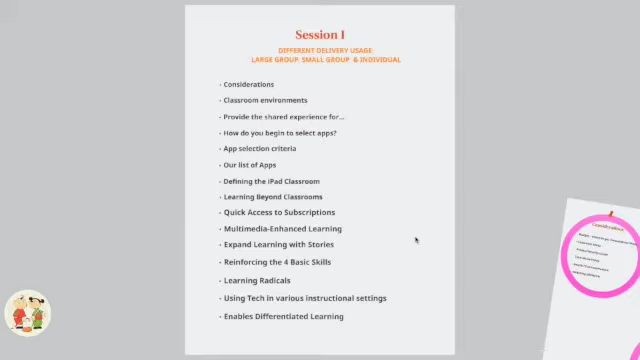 Session I
DIFFERENT DELIVERY USAGE:
LARGE GROUP, SMALL GROUP & INDIVIDUAL
- Considerations
- Classroom environments
- Provide the shared experience for...
- How do you begin to select apps?
- App selection criteria
- Our list of Apps
- Defining the iPad Classroom
- Learning Beyond Classrooms
- Quick Access to Subscriptions
- Multimedia-Enhanced Learning
- Expand Learning with Stories
- Reinforcing the 4 Basic Skills
- Learning Radicals
- Using Tech in various instructional settings
- Enables Differentiated Learning
Considerations